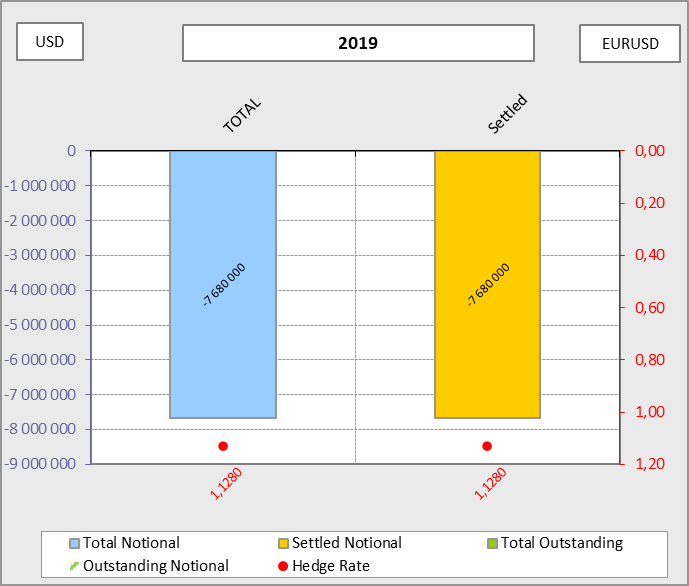 USD
2019
EURUSD
TOTAL
Settled
0
-1 000 000
-2 000 000
-3 000 000
-4 000 000
-5 000 000
-6 000 000
-7 000 000
-8 000 000
-9 000 000
-7 680 000
-7 680 000
0,00
0,20
0,40
0,60
0,80
1,00
1,20
1,1280
1,1280
Total Notional
Settled Notional
Total Outstanding
Outstanding Notional
Hedge Rate